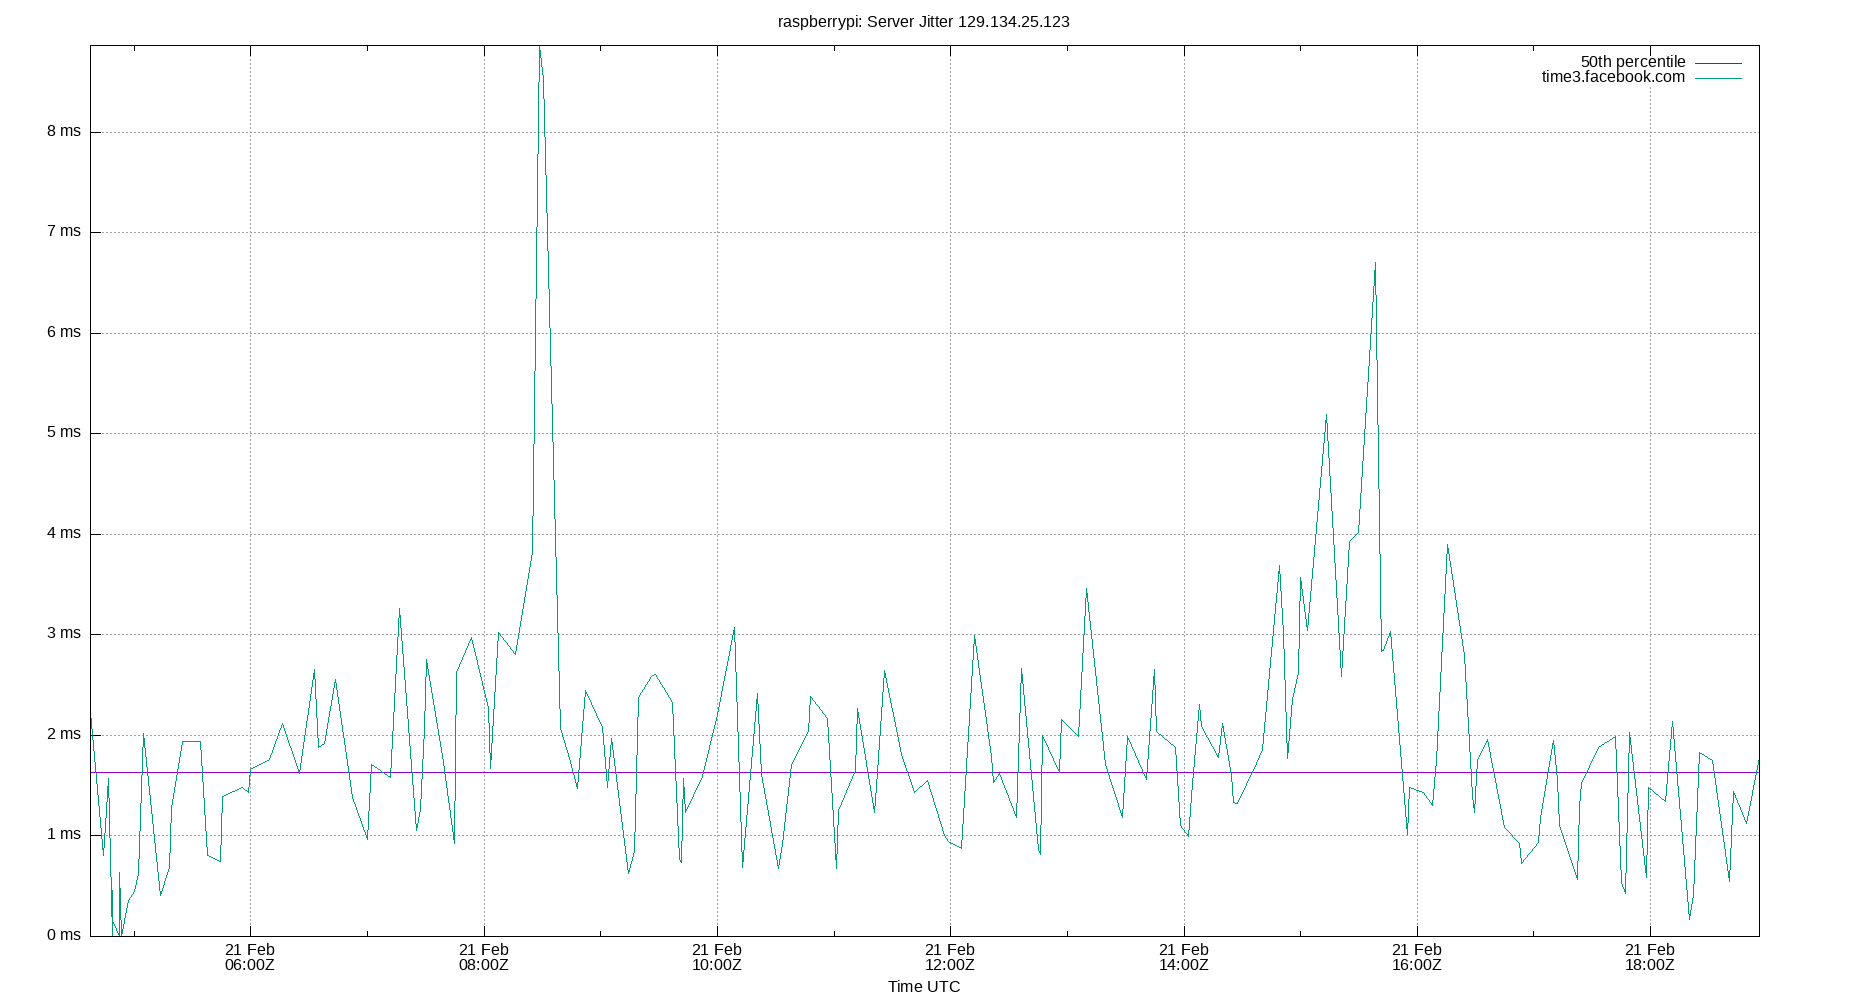 raspberrypi: Server Jitter 129.134.25.123
50th percentile
time3.facebook.com
8 ms
7 ms
6 ms
5 ms
4 ms
3 ms
2 ms
1 ms
0 ms
21 Feb 21 Feb 21 Feb 21 Feb 21 Feb 21 Feb 21 Feb
06:00Z 08:00Z 10:00Z 12:00Z 14:00Z 16:00Z 18:00Z
Time UTC